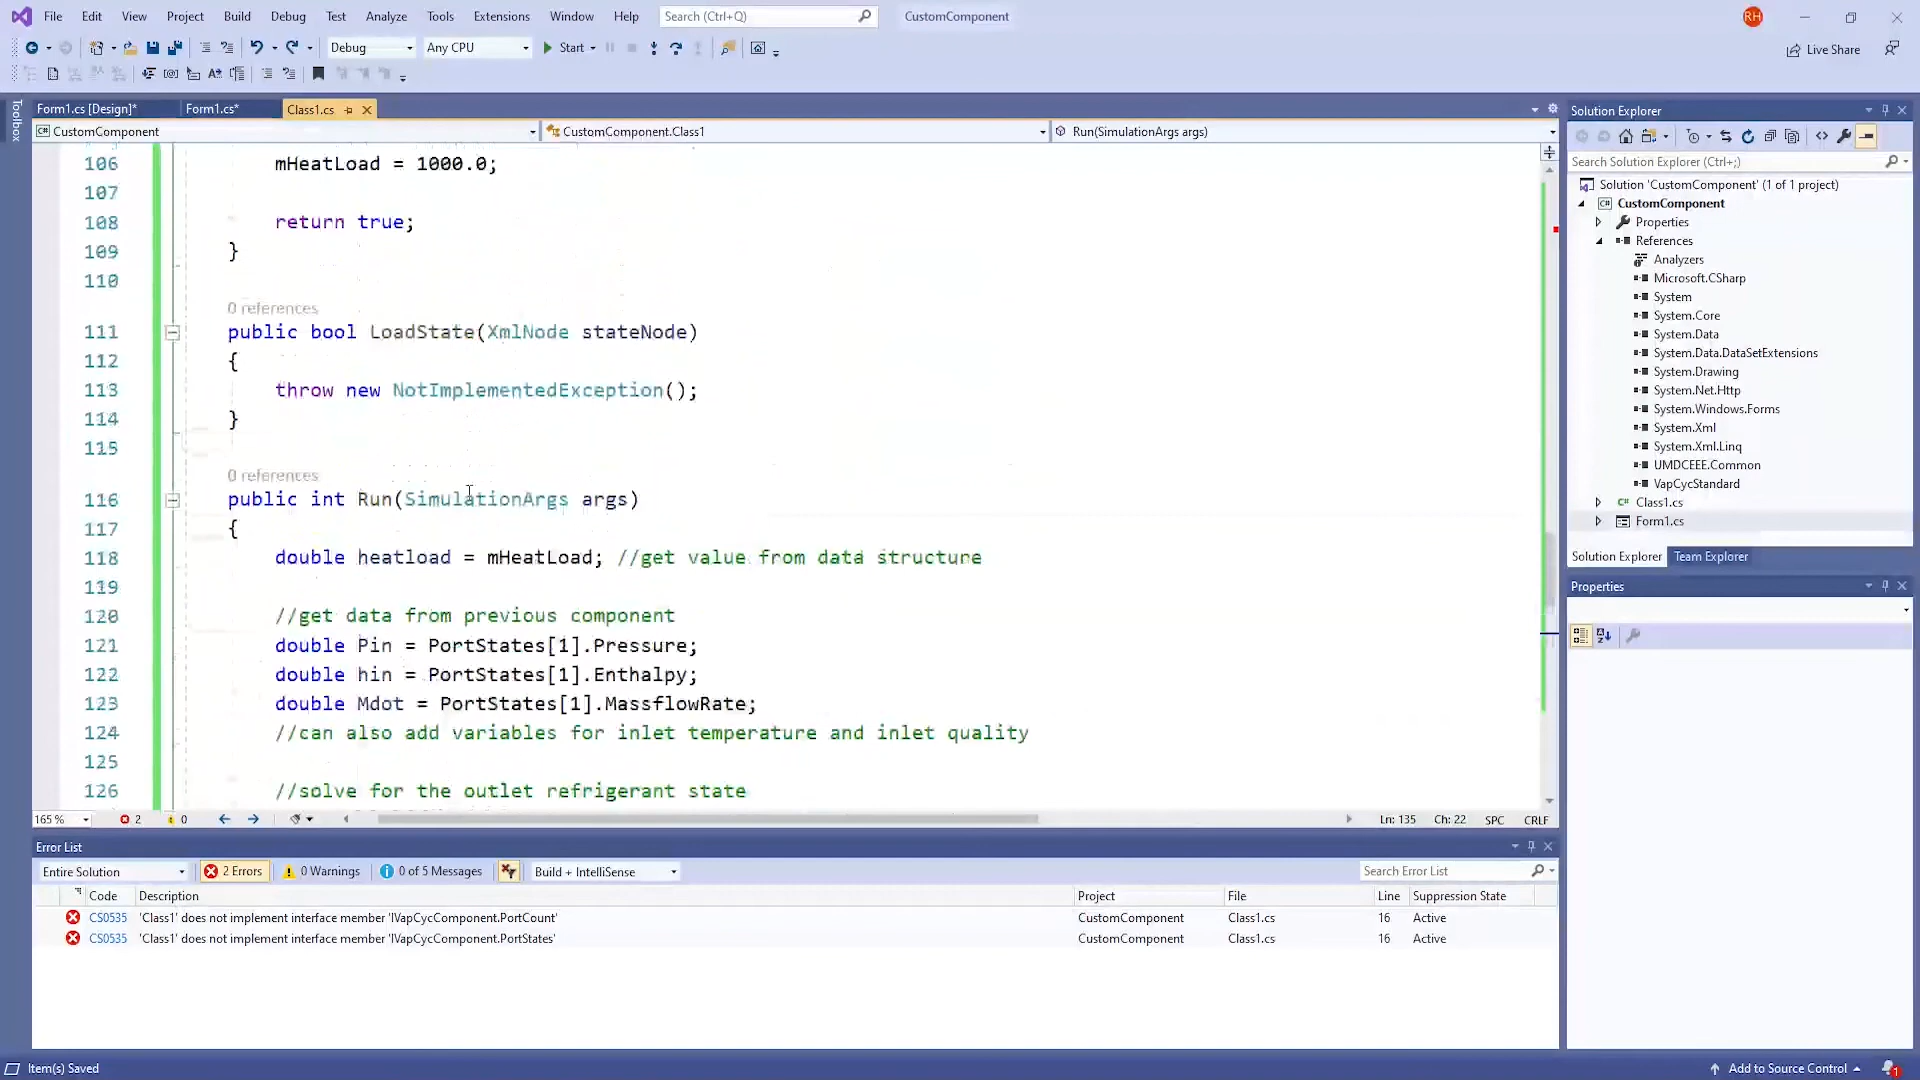 File Edit View Project Build Debug Test Analyze Tools Extensions Window Help Search (Ctrl+Q) CustomComponent RH
Debug Any CPU Start Live Share
Form1.cs [Design]* Form1.cs* Class1.cs
CustomComponent CustomComponent.Class1 Run(SimulationArgs args)
Toolbox
106 mHeatLoad = 1000.0;
107
108 return true;
109 }
110
0 references
111 public bool LoadState(XmlNode stateNode)
112 {
113 throw new NotImplementedException();
114 }
115
0 references
116 public int Run(SimulationArgs args)
117 {
118 double heatload = mHeatLoad; //get value from data structure
119
120 //get data from previous component
121 double Pin = PortStates[1].Pressure;
122 double hin = PortStates[1].Enthalpy;
123 double Mdot = PortStates[1].MassflowRate;
124 //can also add variables for inlet temperature and inlet quality
125
126 //solve for the outlet refrigerant state
165 % 2 0 Ln: 135 Ch: 22 SPC CRLF
Error List
Entire Solution 2 Errors 0 Warnings 0 of 5 Messages Build + IntelliSense Search Error List
Code Description Project File Line Suppression State
CS0535 'Class1' does not implement interface member 'IVapCycComponent.PortCount' CustomComponent Class1.cs 16 Active
CS0535 'Class1' does not implement interface member 'IVapCycComponent.PortStates' CustomComponent Class1.cs 16 Active
Solution Explorer
Search Solution Explorer (Ctrl+;)
Solution 'CustomComponent' (1 of 1 project)
C# CustomComponent
Properties
References
Analyzers
Microsoft.CSharp
System
System.Core
System.Data
System.Data.DataSetExtensions
System.Drawing
System.Net.Http
System.Windows.Forms
System.Xml
System.Xml.Linq
UMDCEEE.Common
VapCycStandard
C# Class1.cs
Form1.cs
Solution Explorer Team Explorer
Properties
Item(s) Saved Add to Source Control 1